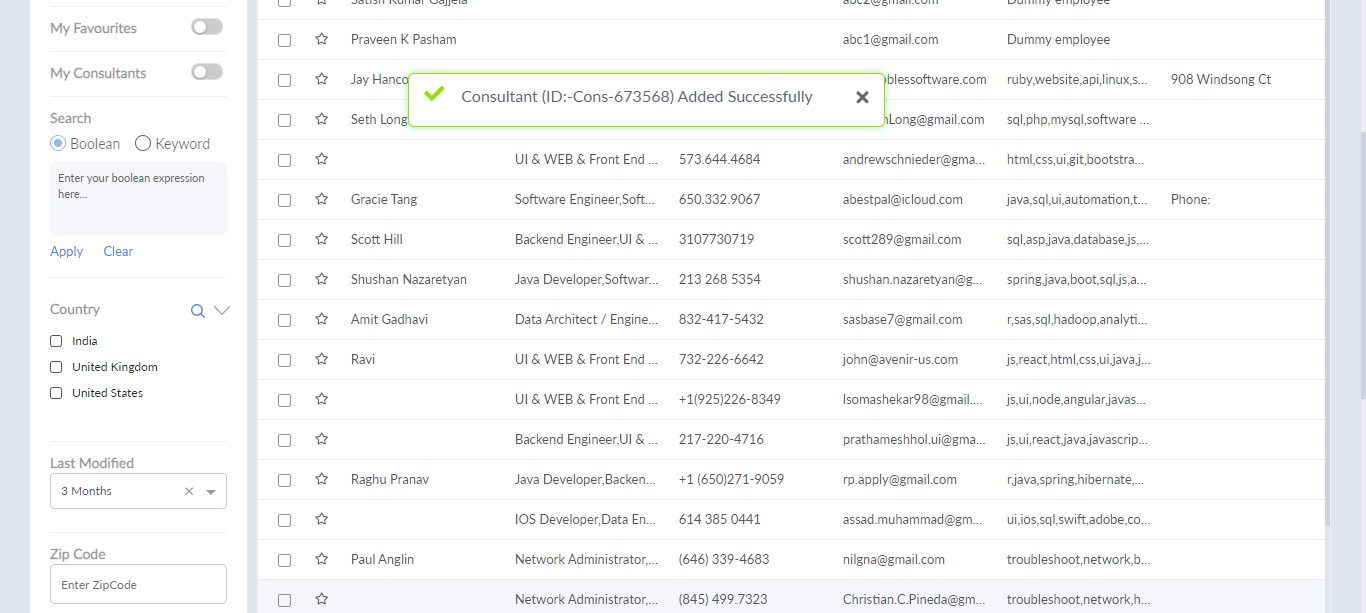 My Favourites
My Consultants
Search
Boolean Keyword
Enter your boolean expression
here...
Apply Clear
Country
India
United Kingdom
United States
Last Modified
3 Months
Zip Code
Enter ZipCode
Satish Kumar Gajjela abc2@gmail.com Dummy employee
Praveen K Pasham abc1@gmail.com Dummy employee
Jay Hanco blessoftware.com ruby,website,api,linux,s... 908 Windsong Ct
Consultant (ID:-Cons-673568) Added Successfully
Seth Long nLong@gmail.com sql,php,mysql,software ...
UI & WEB & Front End ... 573.644.4684 andrewschnieder@gma... html,css,ui,git,bootstra...
Gracie Tang Software Engineer,Soft... 650.332.9067 abestpal@icloud.com java,sql,ui,automation,t... Phone:
Scott Hill Backend Engineer,UI & ... 3107730719 scott289@gmail.com sql,asp,java,database,js,...
Shushan Nazaretyan Java Developer,Softwar... 213 268 5354 shushan.nazaretyan@g... spring,java,boot,sql,js,a...
Amit Gadhavi Data Architect / Engine... 832-417-5432 sasbase7@gmail.com r,sas,sql,hadoop,analyti...
Ravi UI & WEB & Front End ... 732-226-6642 john@avenir-us.com js,react,html,css,ui,java,j...
UI & WEB & Front End ... +1(925)226-8349 lsomashekar98@gmail.... js,ui,node,angular,javas...
Backend Engineer,UI & ... 217-220-4716 prathameshhol.ui@gma... js,ui,react,java,javascrip...
Raghu Pranav Java Developer,Backen... +1 (650)271-9059 rp.apply@gmail.com r,java,spring,hibernate,...
IOS Developer,Data En... 614 385 0441 assad.muhammad@gm... ui,ios,sql,swift,adobe,co...
Paul Anglin Network Administrator,... (646) 339-4683 nilgna@gmail.com troubleshoot,network,b...
Network Administrator,... (845) 499.7323 Christian.C.Pineda@gm... troubleshoot,network,h...